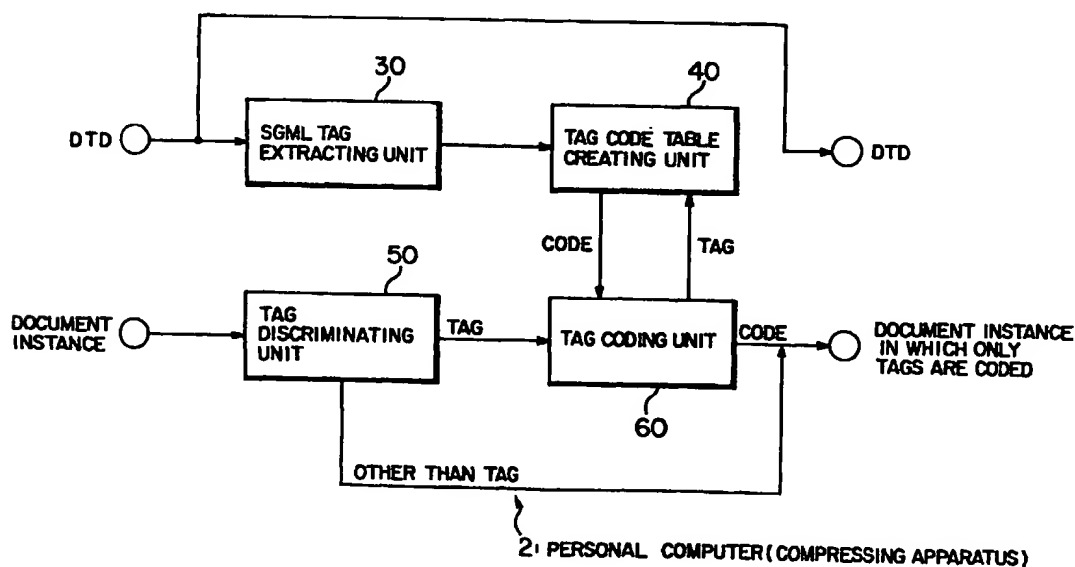 30
40
DTD
SGML TAG
EXTRACTING UNIT
TAG CODE TABLE
CREATING UNIT
DTD
CODE
TAG
50
DOCUMENT
INSTANCE
TAG
DISCRIMINATING
UNIT
TAG
TAG CODING UNIT
CODE
DOCUMENT INSTANCE
IN WHICH ONLY
TAGS ARE CODED
60
OTHER THAN TAG
2: PERSONAL COMPUTER (COMPRESSING APPARATUS)